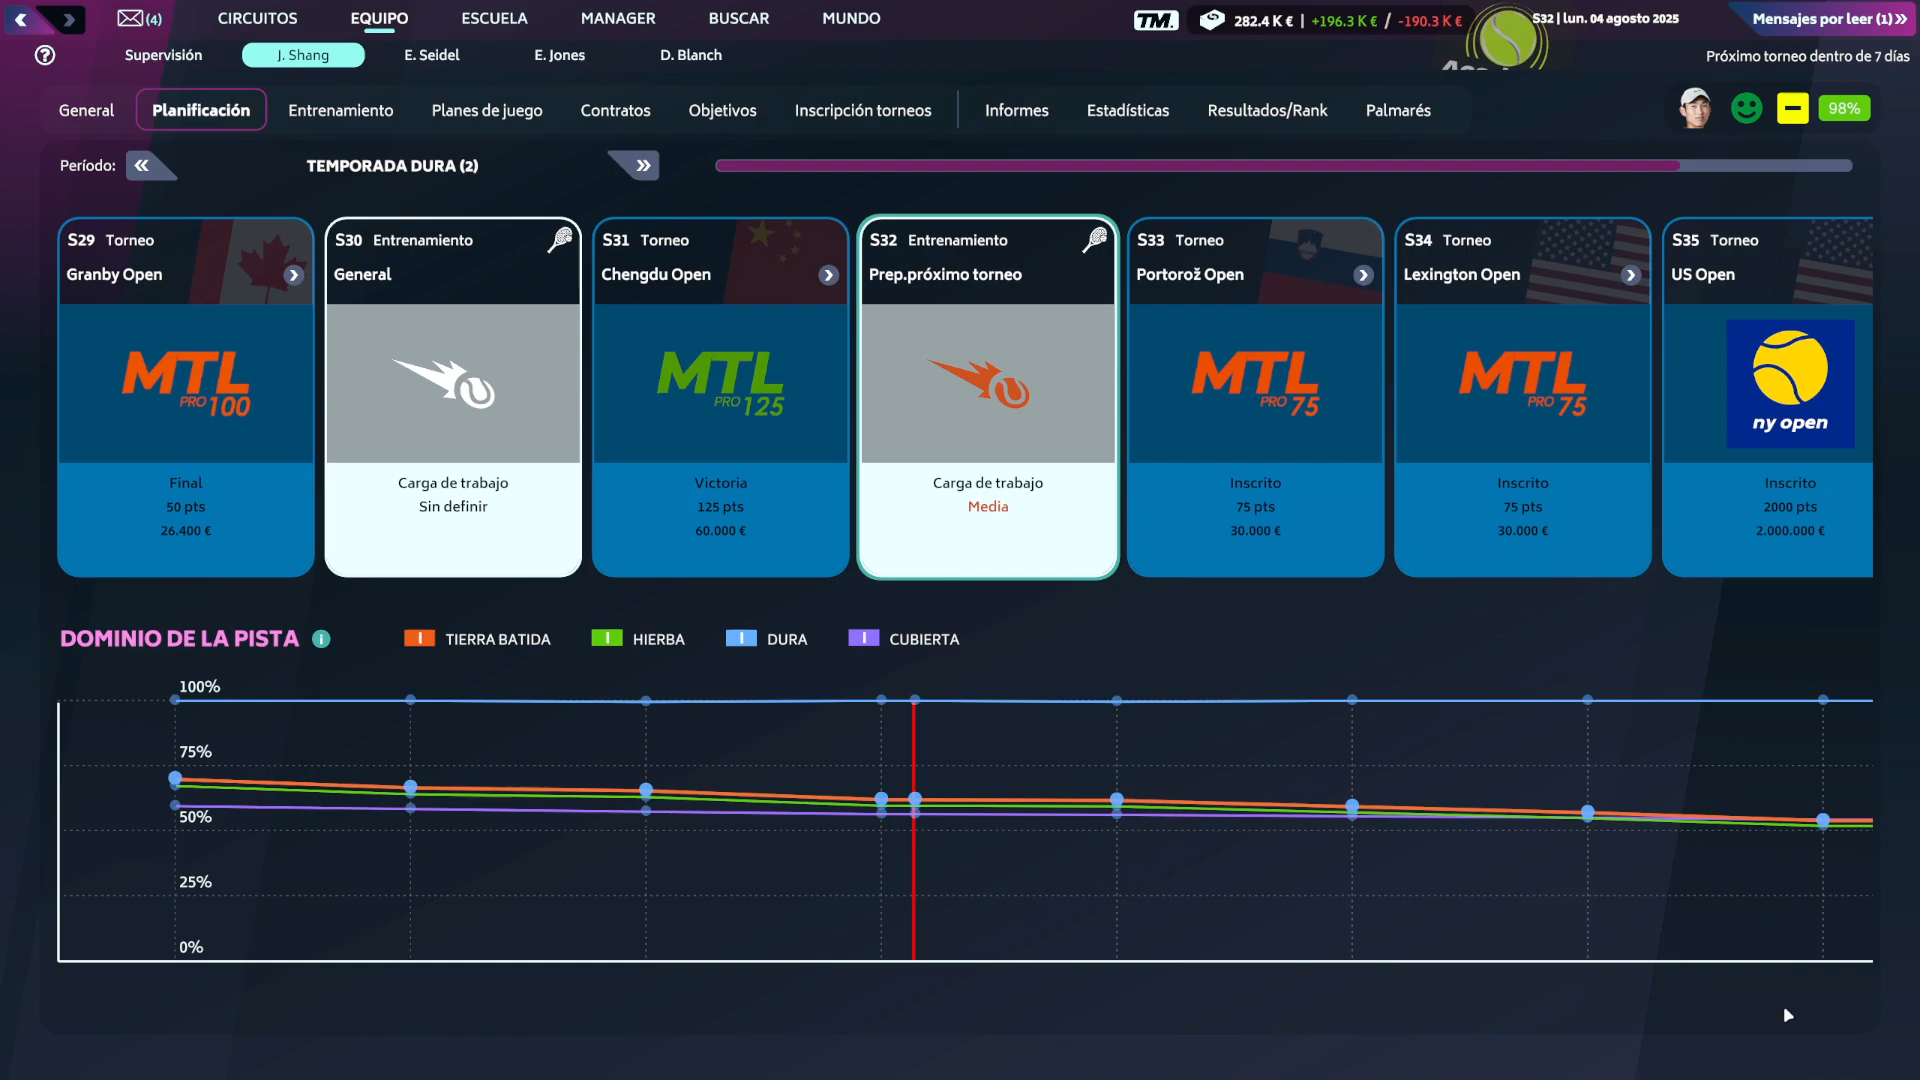 (4)
CIRCUITOS
EQUIPO
ESCUELA
MANAGER
BUSCAR
MUNDO
TM.
282.4 K € | +196.3 K € / -190.3 K €
S32 | lun. 04 agosto 2025
Mensajes por leer (1)
Supervisión
J. Shang
E. Seidel
E. Jones
D. Blanch
Próximo torneo dentro de 7 días
General
Planificación
Entrenamiento
Planes de juego
Contratos
Objetivos
Inscripción torneos
Informes
Estadísticas
Resultados/Rank
Palmarés
98%
Período:
TEMPORADA DURA (2)
S29 Torneo
Granby Open
MTL
PRO 100
Final
50 pts
26.400 €
S30 Entrenamiento
General
Carga de trabajo
Sin definir
S31 Torneo
Chengdu Open
MTL
PRO 125
Victoria
125 pts
60.000 €
S32 Entrenamiento
Prep.próximo torneo
Carga de trabajo
Media
S33 Torneo
Portorož Open
MTL
PRO 75
Inscrito
75 pts
30.000 €
S34 Torneo
Lexington Open
MTL
PRO 75
Inscrito
75 pts
30.000 €
S35 Torneo
US Open
ny open
Inscrito
2000 pts
2.000.000 €
DOMINIO DE LA PISTA
i
TIERRA BATIDA
HIERBA
DURA
CUBIERTA
100%
75%
50%
25%
0%